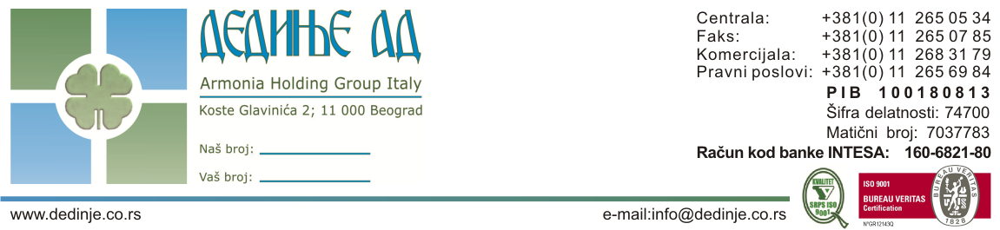 ДЕДИЊЕ АД
Armonia Holding Group Italy
Koste Glavinića 2; 11 000 Beograd
Naš broj:
Vaš broj:
Centrala: +381(0) 11 265 05 34
Faks: +381(0) 11 265 07 85
Komercijala: +381(0) 11 268 31 79
Pravni poslovi: +381(0) 11 265 69 84
PIB 100180813
Šifra delatnosti: 74700
Matični broj: 7037783
Račun kod banke INTESA: 160-6821-80
KVALITET
SRPS ISO
9001
ISO 9001
BUREAU VERITAS
Certification
N°GR12143Q
BUREAU VERITAS
1828
www.dedinje.co.rs
e-mail:info@dedinje.co.rs